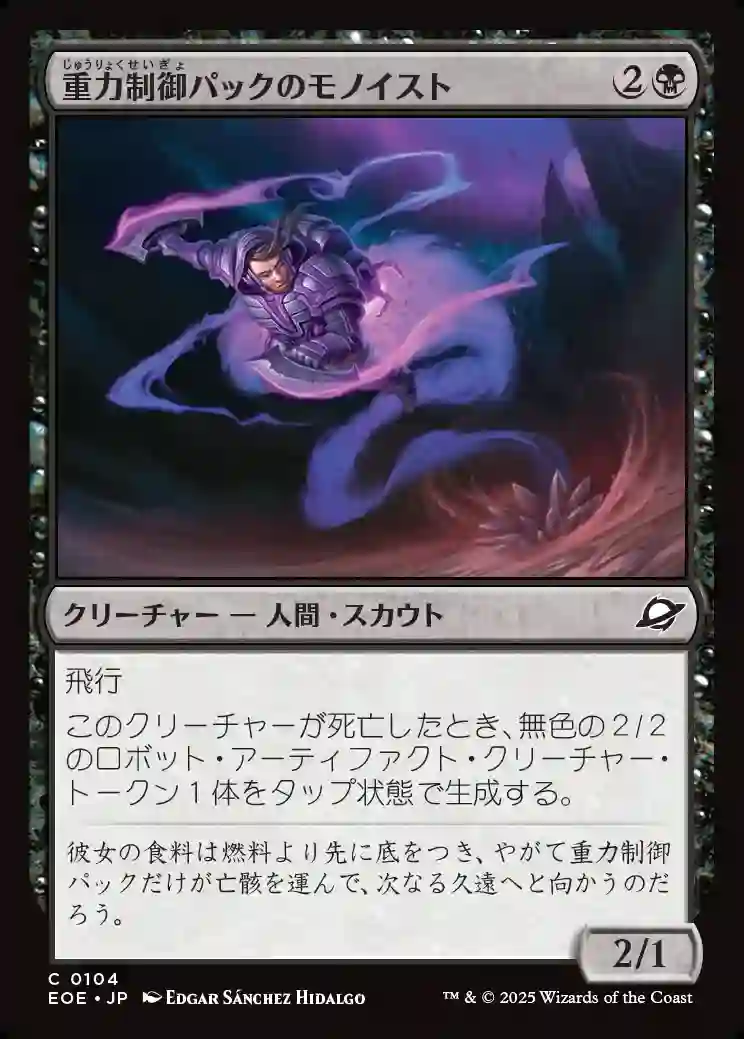 じゅうりょくせいぎょ
重力制御パックのモノイスト 2
クリーチャー — 人間・スカウト
飛行
このクリーチャーが死亡したとき、無色の２/２
のロボット・アーティファクト・クリーチャー・
トークン１体をタップ状態で生成する。
彼女の食料は燃料より先に底をつき、やがて重力制御
パックだけが亡骸を運んで、次なる久遠へと向かうのだ
ろう。
2/1
C 0104
EOE • JP Edgar Sánchez Hidalgo ™ & © 2025 Wizards of the Coast